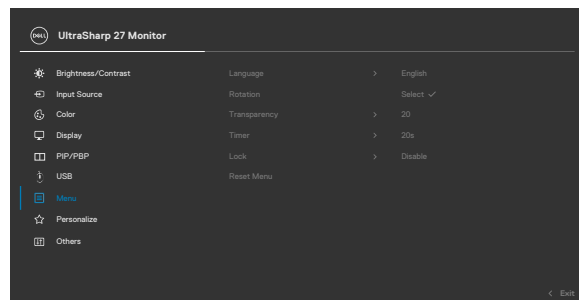 DELL UltraSharp 27 Monitor
Brightness/Contrast Language > English
Input Source Rotation Select ✓
Color Transparency > 20
Display Timer > 20s
PIP/PBP Lock > Disable
USB Reset Menu
Menu
Personalize
Others
< Exit